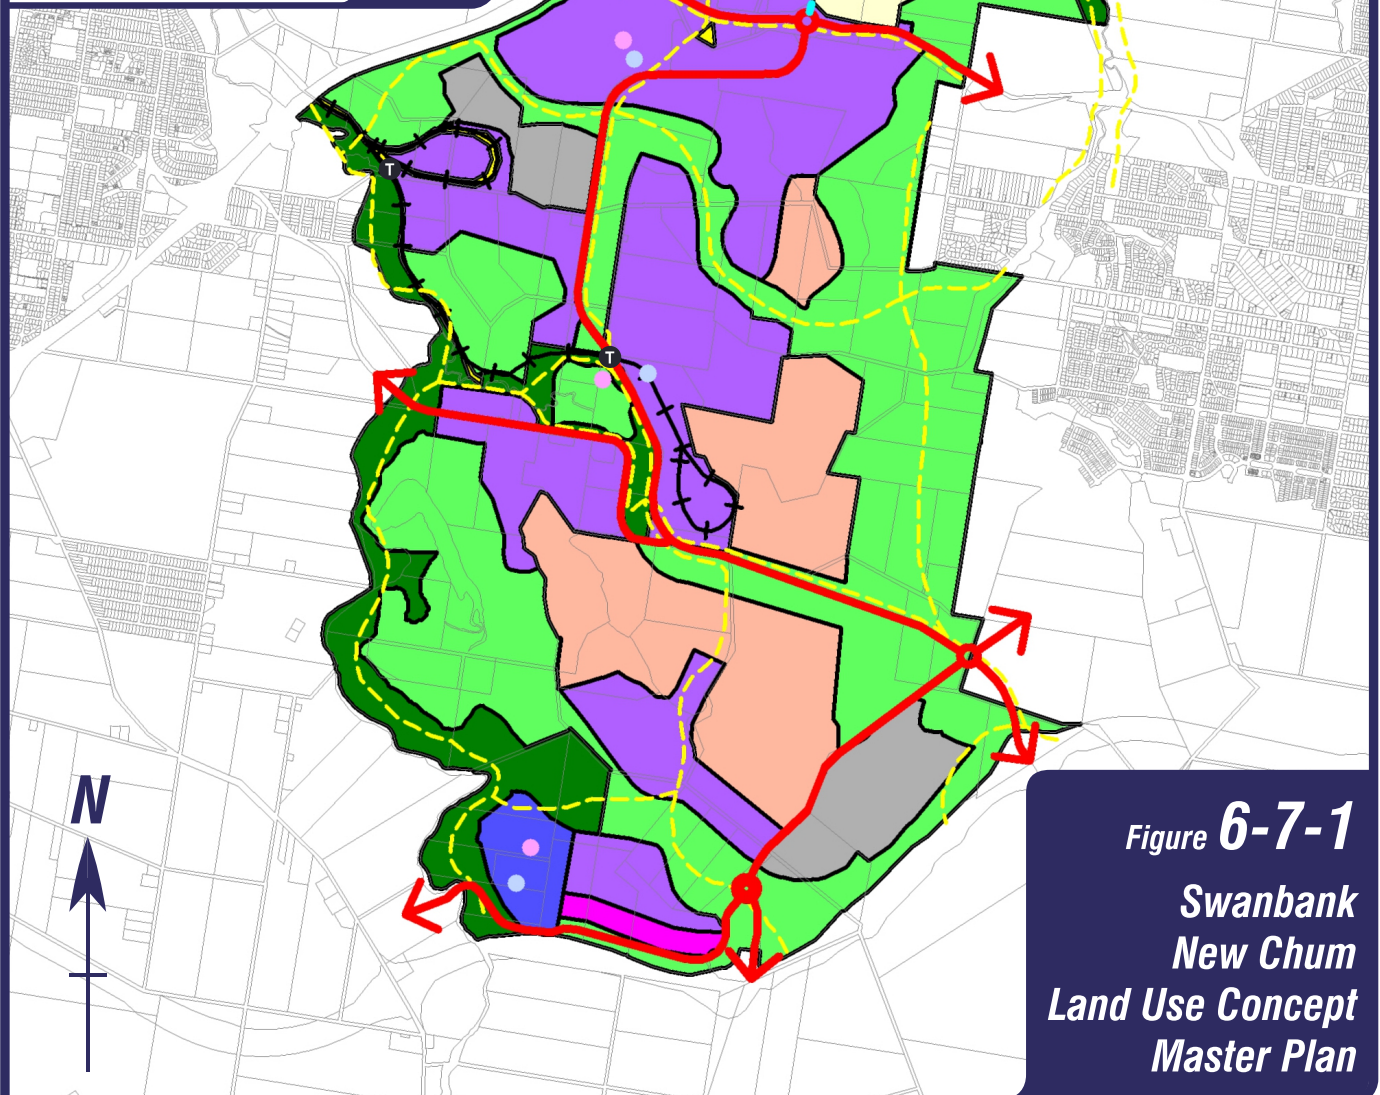 T
T
N
Figure 6-7-1
Swanbank
New Chum
Land Use Concept
Master Plan